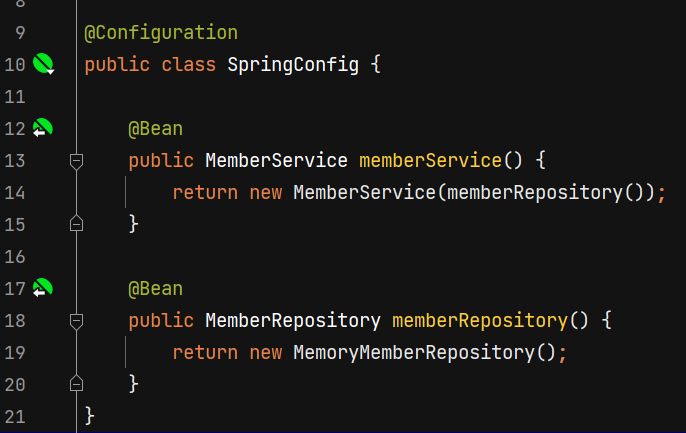 8
9 @Configuration
10 public class SpringConfig {
11
12 @Bean
13 public MemberService memberService() {
14 return new MemberService(memberRepository());
15 }
16
17 @Bean
18 public MemberRepository memberRepository() {
19 return new MemoryMemberRepository();
20 }
21 }